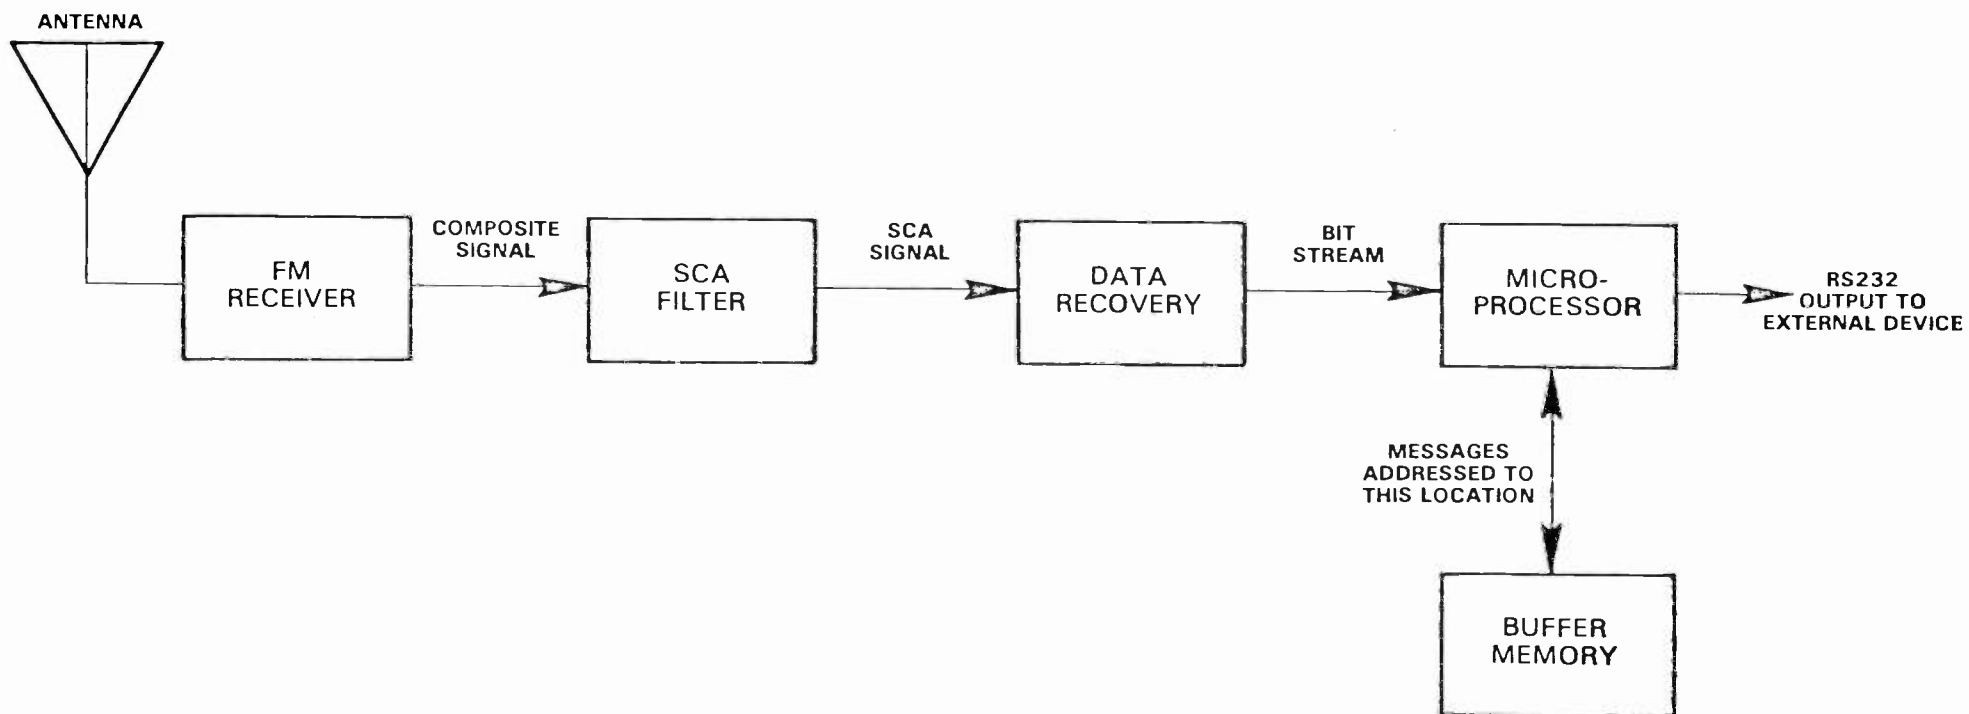 ANTENNA
FM
RECEIVER
COMPOSITE
SIGNAL
SCA
FILTER
SCA
SIGNAL
DATA
RECOVERY
BIT
STREAM
MICRO-
PROCESSOR
RS232
OUTPUT TO
EXTERNAL DEVICE
MESSAGES
ADDRESSED TO
THIS LOCATION
BUFFER
MEMORY